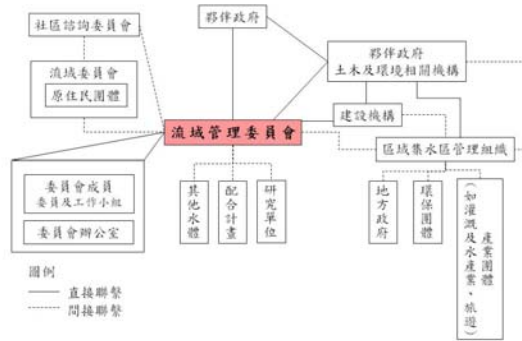 社區諮詢委員會
夥伴政府
流域委員會
原住民團體
夥伴政府
土木及環境相關機構
建設機構
流域管理委員會
區域集水區管理組織
委員會成員
委員及工作小組
委員會辦公室
其他水體
配合計畫
研究單位
地方政府
環保團體
產業團體
(如灌溉及水產業、旅遊)
圖例
直接聯繫
間接聯繫